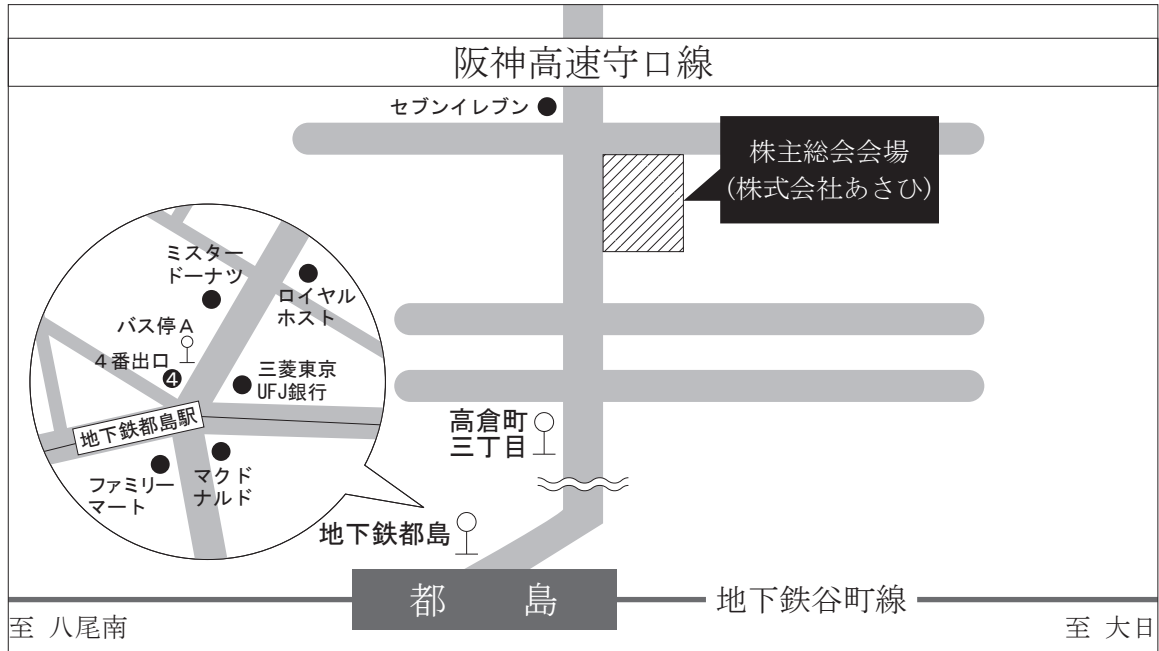 阪神高速守口線
セブンイレブン
株主総会会場
(株式会社あさひ)
ミスター
ドーナツ
ロイヤル
ホスト
バス停A
4番出口
4
三菱東京
UFJ銀行
地下鉄都島駅
ファミリー
マート
マクド
ナルド
高倉町
三丁目
地下鉄都島
都 島
地下鉄谷町線
至 八尾南
至 大日